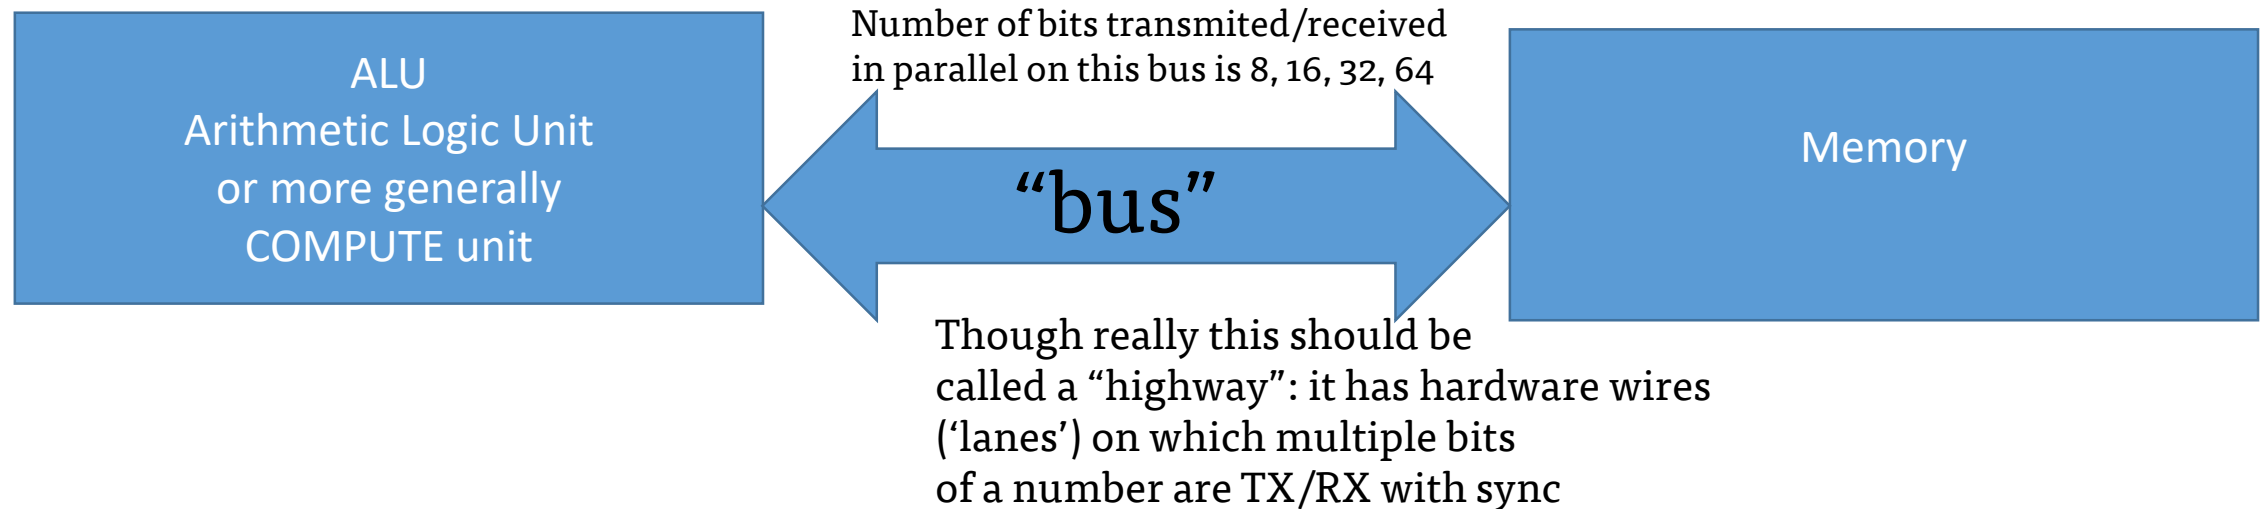 ALU
Arithmetic Logic Unit
or more generally
COMPUTE unit
Number of bits transmited/received
in parallel on this bus is 8, 16, 32, 64
“bus”
Though really this should be
called a “highway”: it has hardware wires
(‘lanes’) on which multiple bits
of a number are TX/RX with sync
Memory